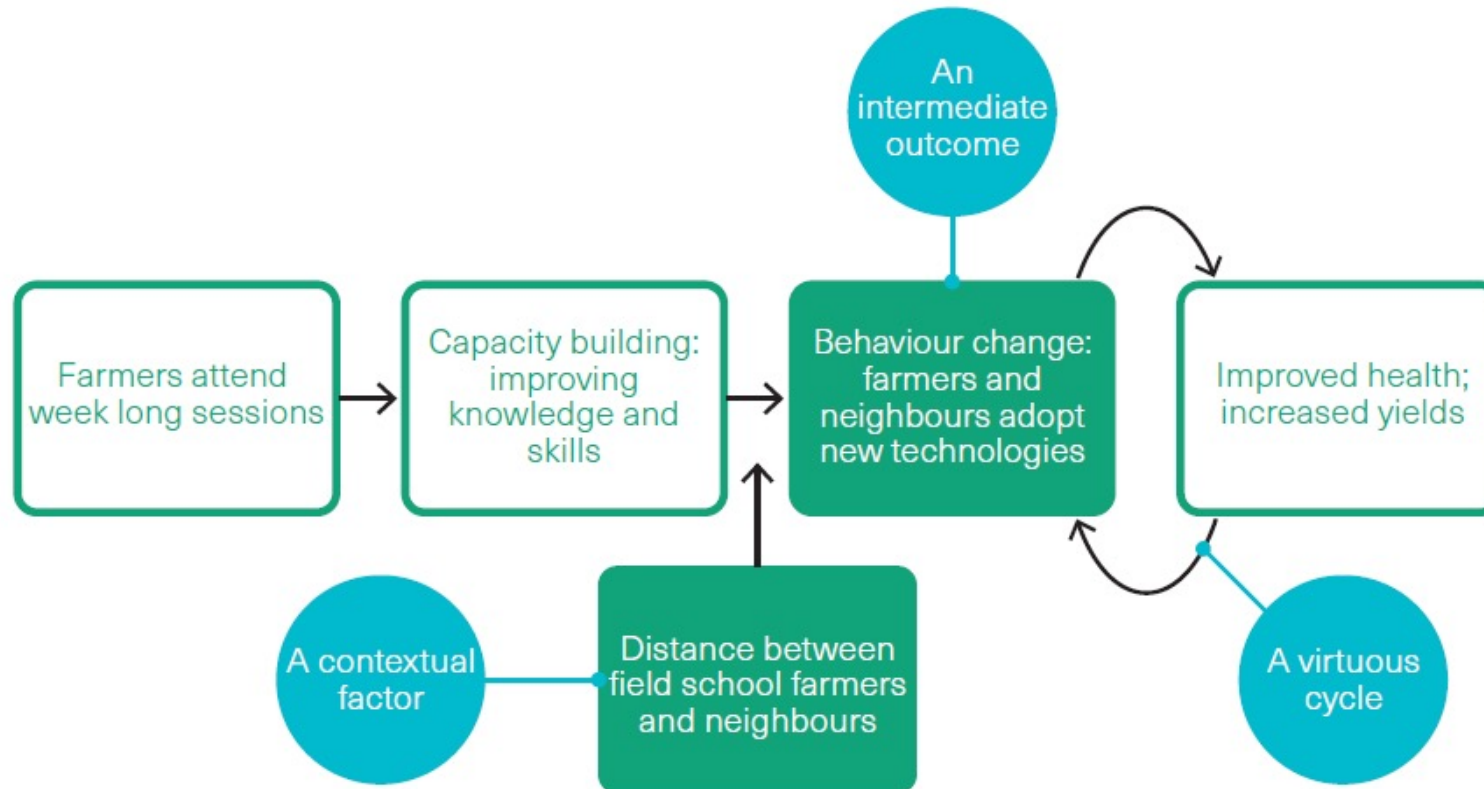 An
intermediate
outcome
Farmers attend
week long sessions
Capacity building:
improving
knowledge and
skills
Behaviour change:
farmers and
neighbours adopt
new technologies
Improved health;
increased yields
A contextual
factor
Distance between
field school farmers
and neighbours
A virtuous
cycle